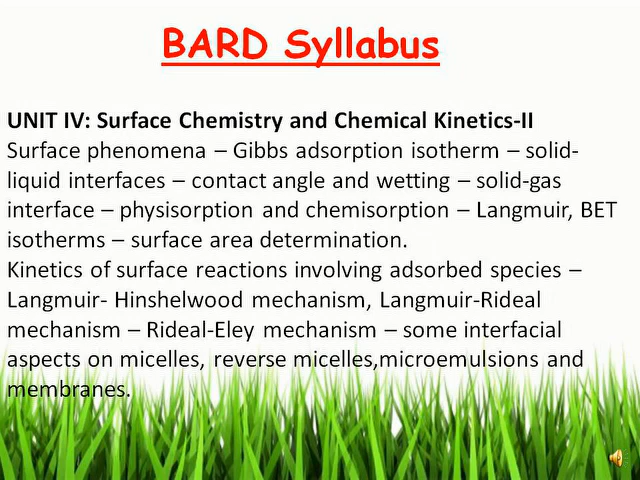 BARD Syllabus
UNIT IV: Surface Chemistry and Chemical Kinetics-II
Surface phenomena – Gibbs adsorption isotherm – solid-
liquid interfaces – contact angle and wetting – solid-gas
interface – physisorption and chemisorption – Langmuir, BET
isotherms – surface area determination.
Kinetics of surface reactions involving adsorbed species –
Langmuir- Hinshelwood mechanism, Langmuir-Rideal
mechanism – Rideal-Eley mechanism – some interfacial
aspects on micelles, reverse micelles,microemulsions and
membranes.